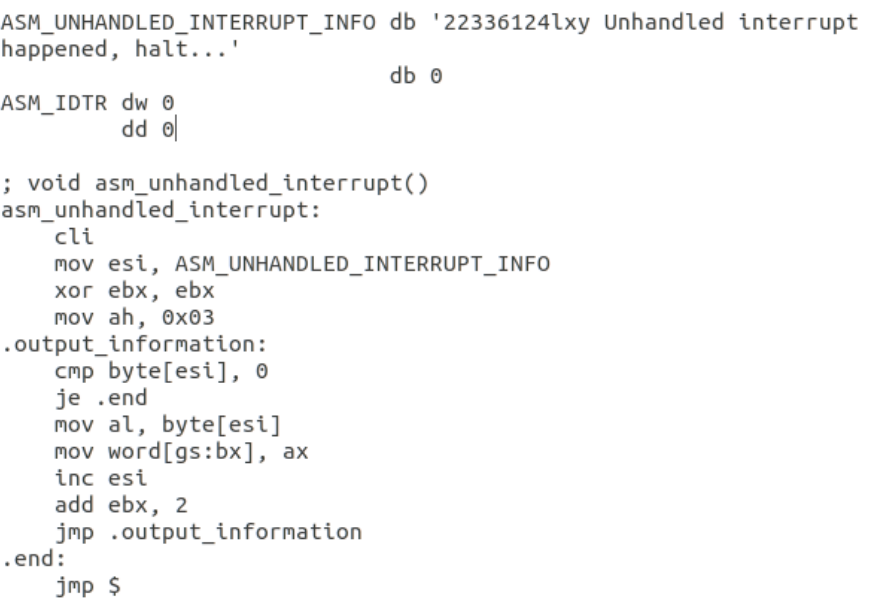 ASM_UNHANDLED_INTERRUPT_INFO db '22336124lxy Unhandled interrupt
happened, halt...'
                             db 0
ASM_IDTR dw 0
         dd 0

; void asm_unhandled_interrupt()
asm_unhandled_interrupt:
    cli
    mov esi, ASM_UNHANDLED_INTERRUPT_INFO
    xor ebx, ebx
    mov ah, 0x03
.output_information:
    cmp byte[esi], 0
    je .end
    mov al, byte[esi]
    mov word[gs:bx], ax
    inc esi
    add ebx, 2
    jmp .output_information
.end:
    jmp $